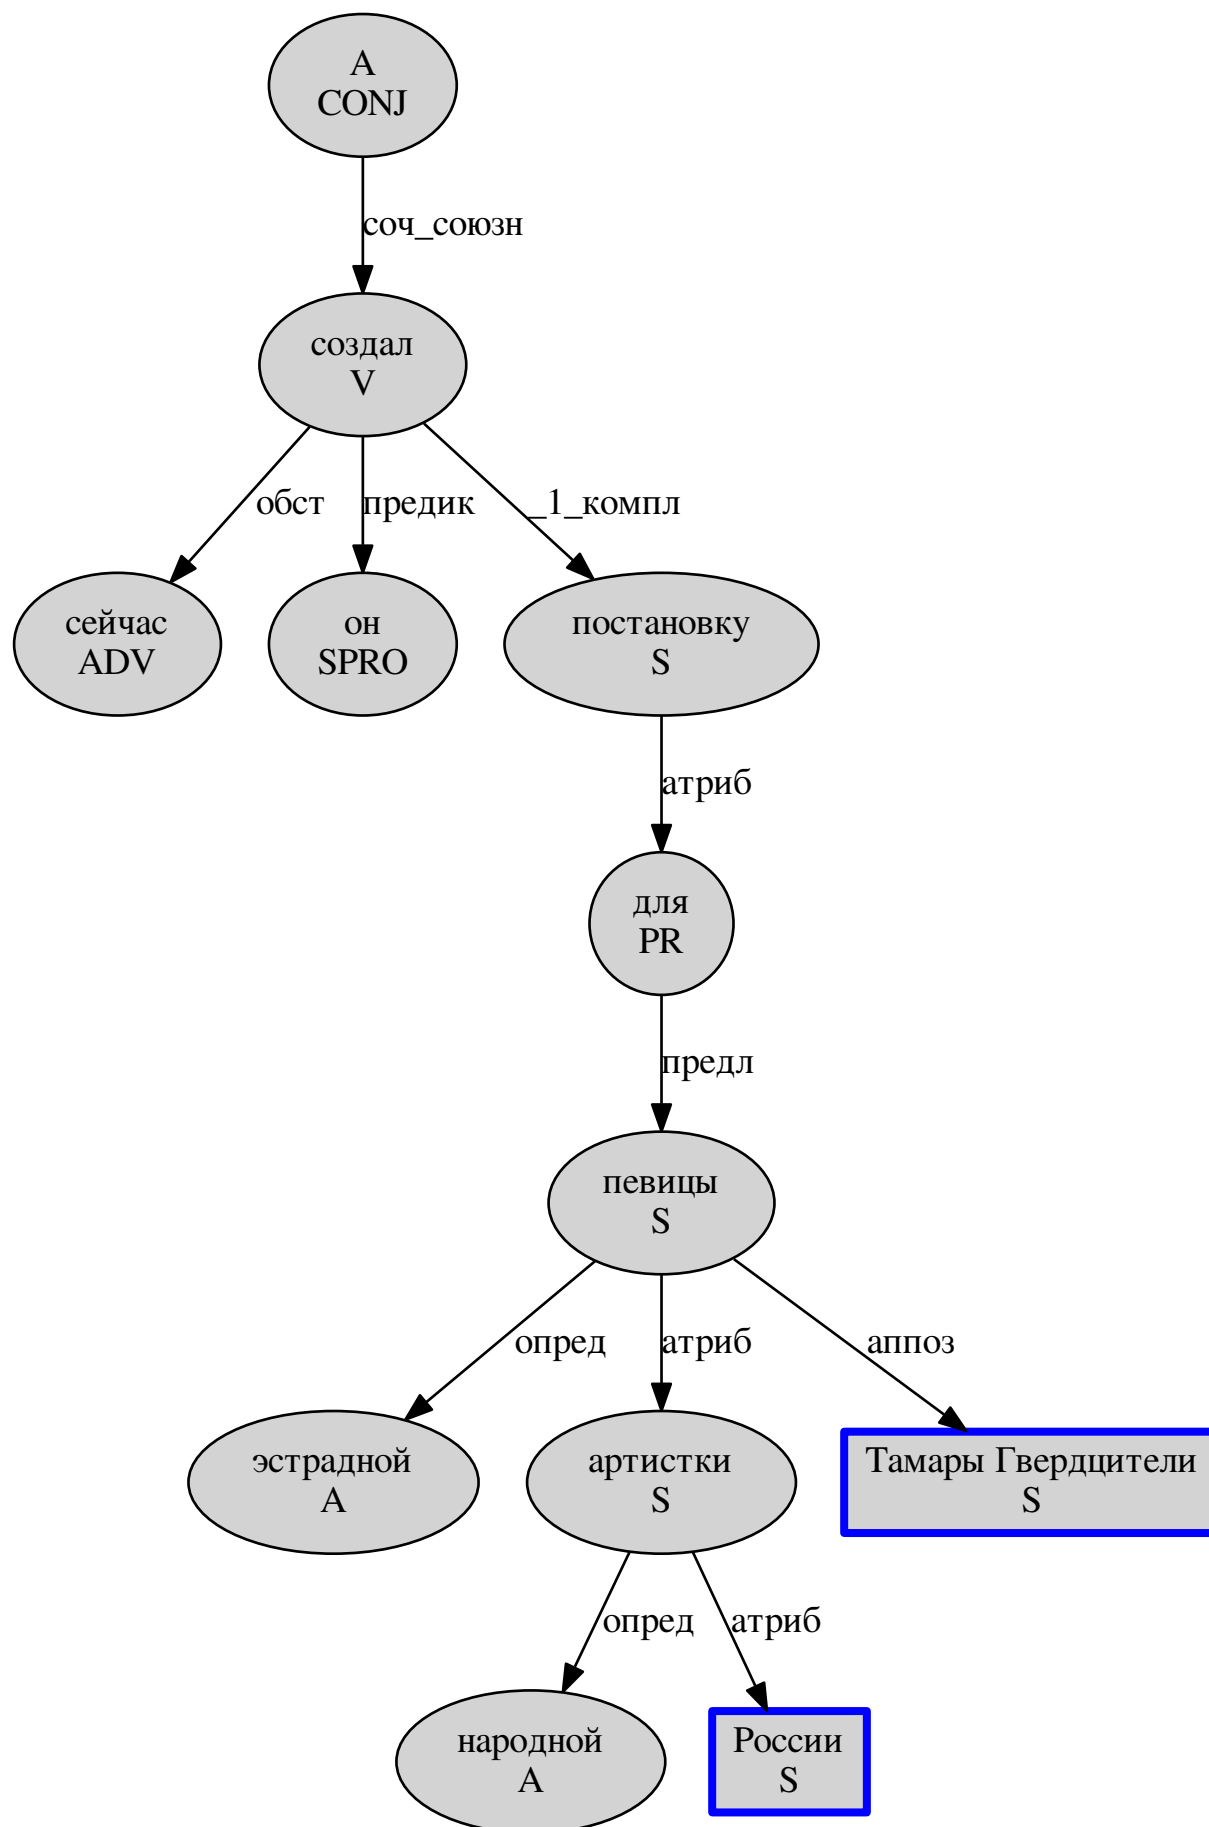 А
CONJ
соч_союзн
создал
V
обст
предик
_1_компл
сейчас
ADV
он
SPRO
постановку
S
атриб
для
PR
предл
певицы
S
опред
атриб
аппоз
эстрадной
A
артистки
S
Тамары Гвердцители
S
опред
атриб
народной
A
России
S